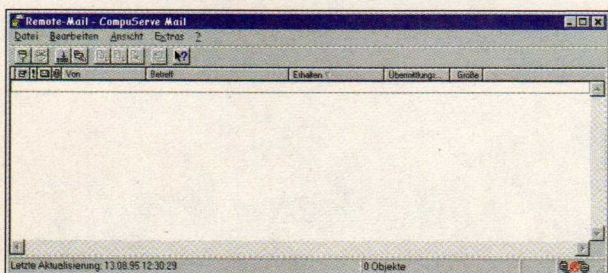 Remote-Mail - CompuServe Mail
Datei Bearbeiten Ansicht Extras ?
Von Betreff Erhalten Übermittlungs... Größe
Letzte Aktualisierung: 13.08.95 12:30:29 0 Objekte